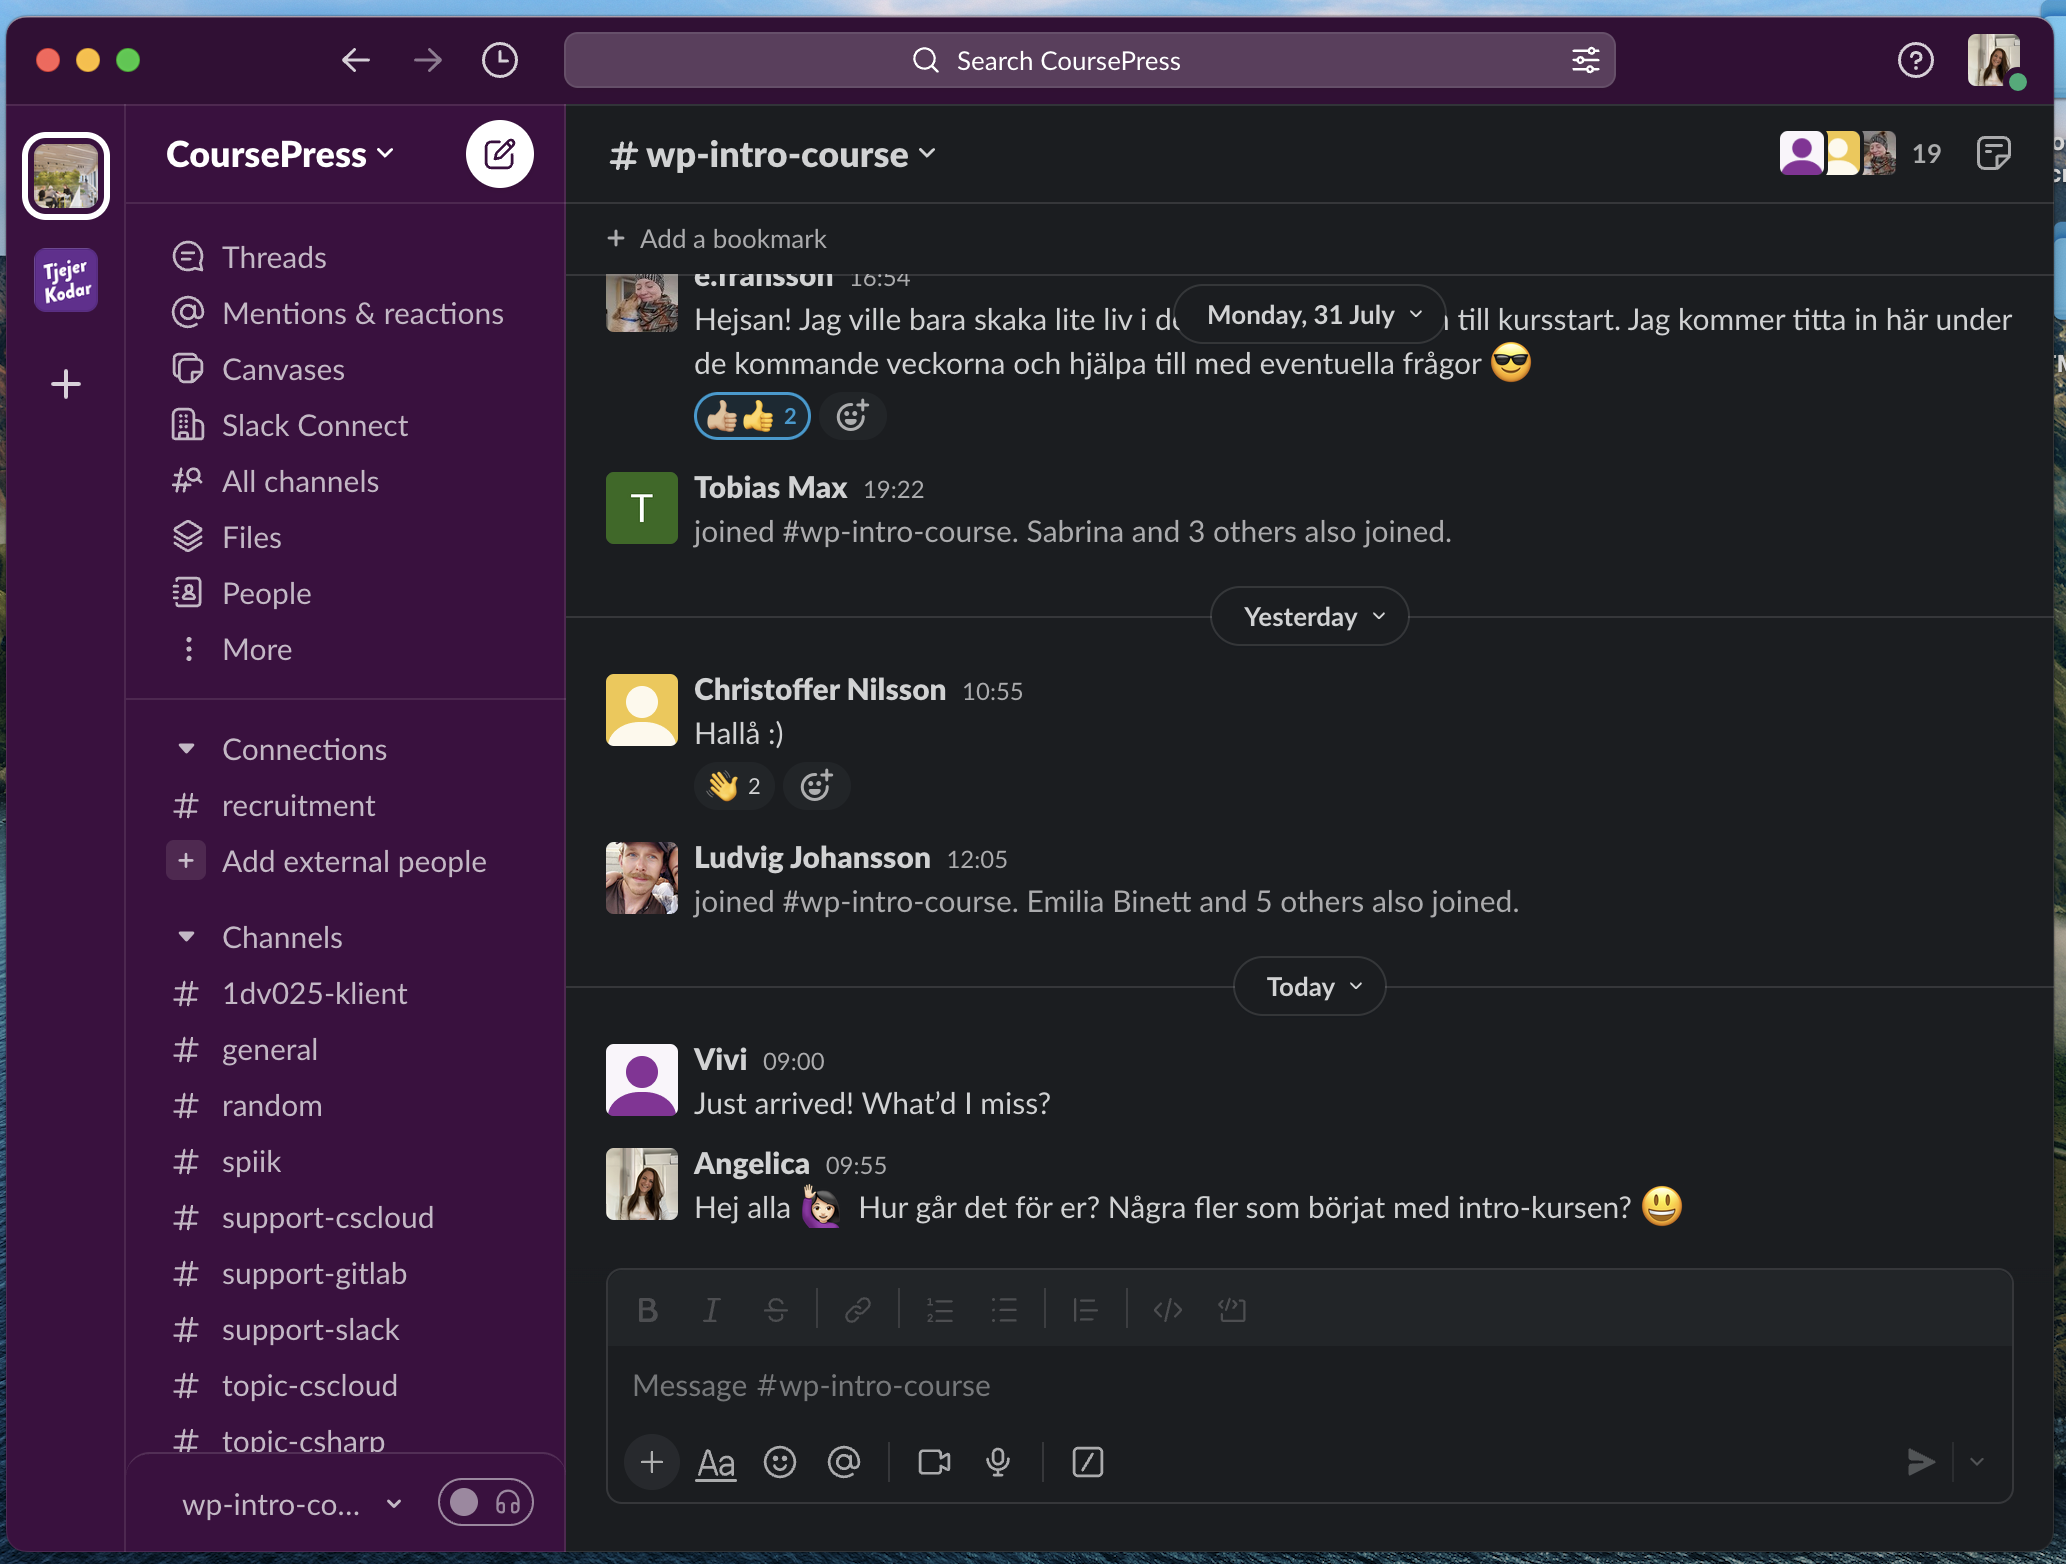 Search CoursePress
CoursePress
# wp-intro-course
19
Tjejer
Kodar
+ Add a bookmark
Threads
Mentions & reactions
Canvases
Slack Connect
All channels
Files
People
More
Connections
# recruitment
+ Add external people
Channels
# 1dv025-klient
# general
# random
# spiik
# support-cscloud
# support-gitlab
# support-slack
# topic-cscloud
# topic-csharp
wp-intro-co...
e.fransson 16:54
Monday, 31 July
Hejsan! Jag ville bara skaka lite liv i till kursstart. Jag kommer titta in här under
de kommande veckorna och hjälpa till med eventuella frågor 😎
👍🏼👍 2
T
Tobias Max 19:22
joined #wp-intro-course. Sabrina and 3 others also joined.
Yesterday
Christoffer Nilsson 10:55
Hallå :)
👋 2
Ludvig Johansson 12:05
joined #wp-intro-course. Emilia Binett and 5 others also joined.
Today
Vivi 09:00
Just arrived! What’d I miss?
Angelica 09:55
Hej alla 🙋🏻‍♀️ Hur går det för er? Några fler som börjat med intro-kursen? 😃
Message #wp-intro-course
Aa